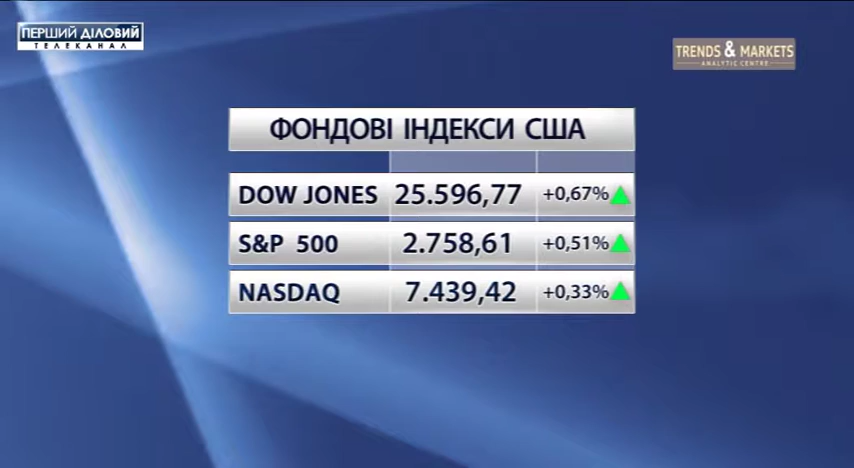 ПЕРШИЙ ДІЛОВИЙ
ТЕЛЕКАНАЛ
TRENDS & MARKETS
ANALYTIC CENTRE
ФОНДОВІ ІНДЕКСИ США
DOW JONES 25.596,77 +0,67%
S&P 500 2.758,61 +0,51%
NASDAQ 7.439,42 +0,33%